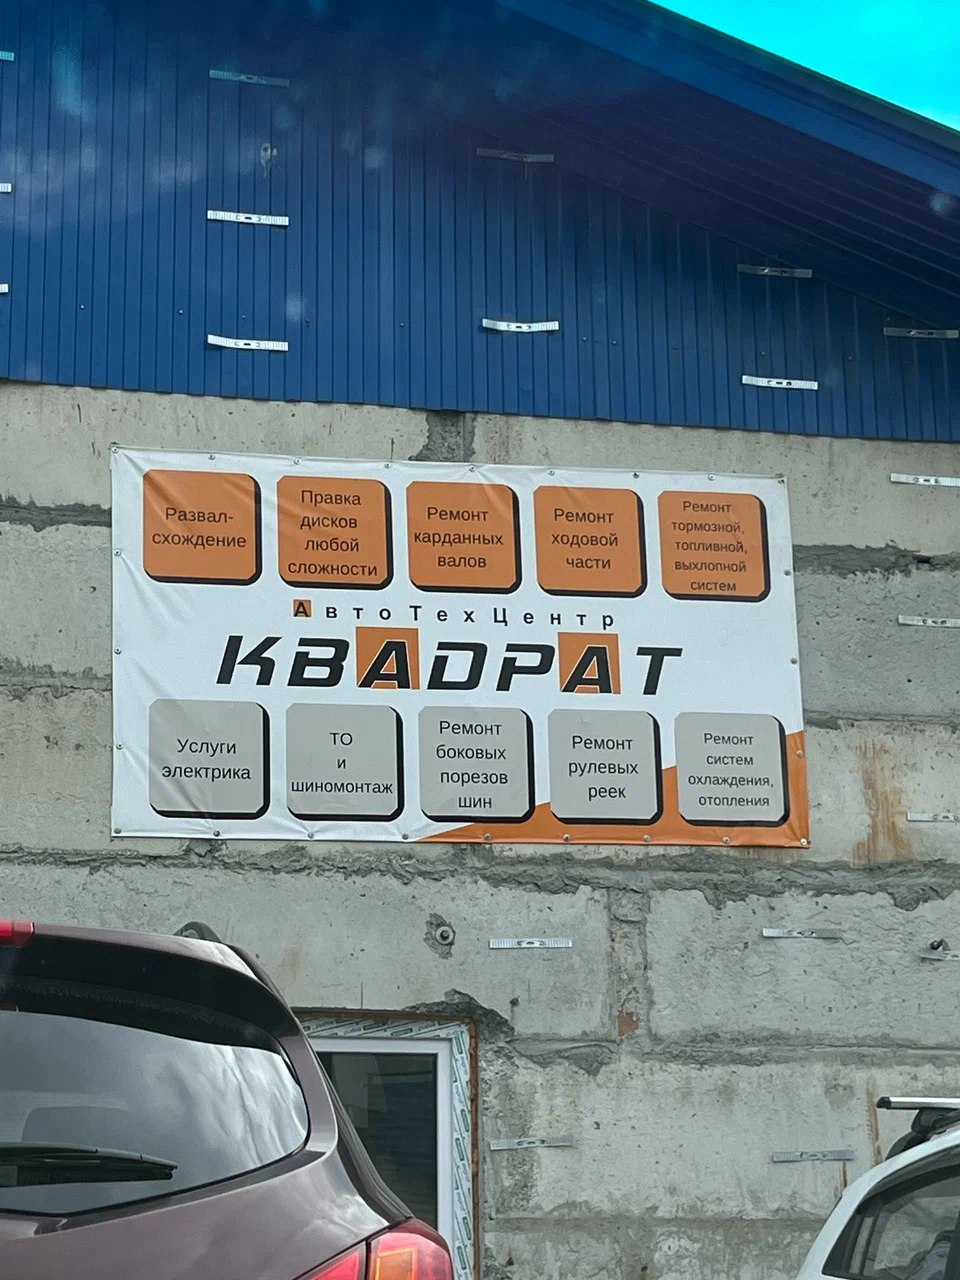 Развал-
схождение
Правка
дисков
любой
сложности
Ремонт
карданных
валов
Ремонт
ходовой
части
Ремонт
тормозной,
топливной,
выхлопной
систем
АвтоТехЦентр
КВАДРАТ
Услуги
электрика
ТО
и
шиномонтаж
Ремонт
боковых
порезов
шин
Ремонт
рулевых
реек
Ремонт
систем
охлаждения,
отопления